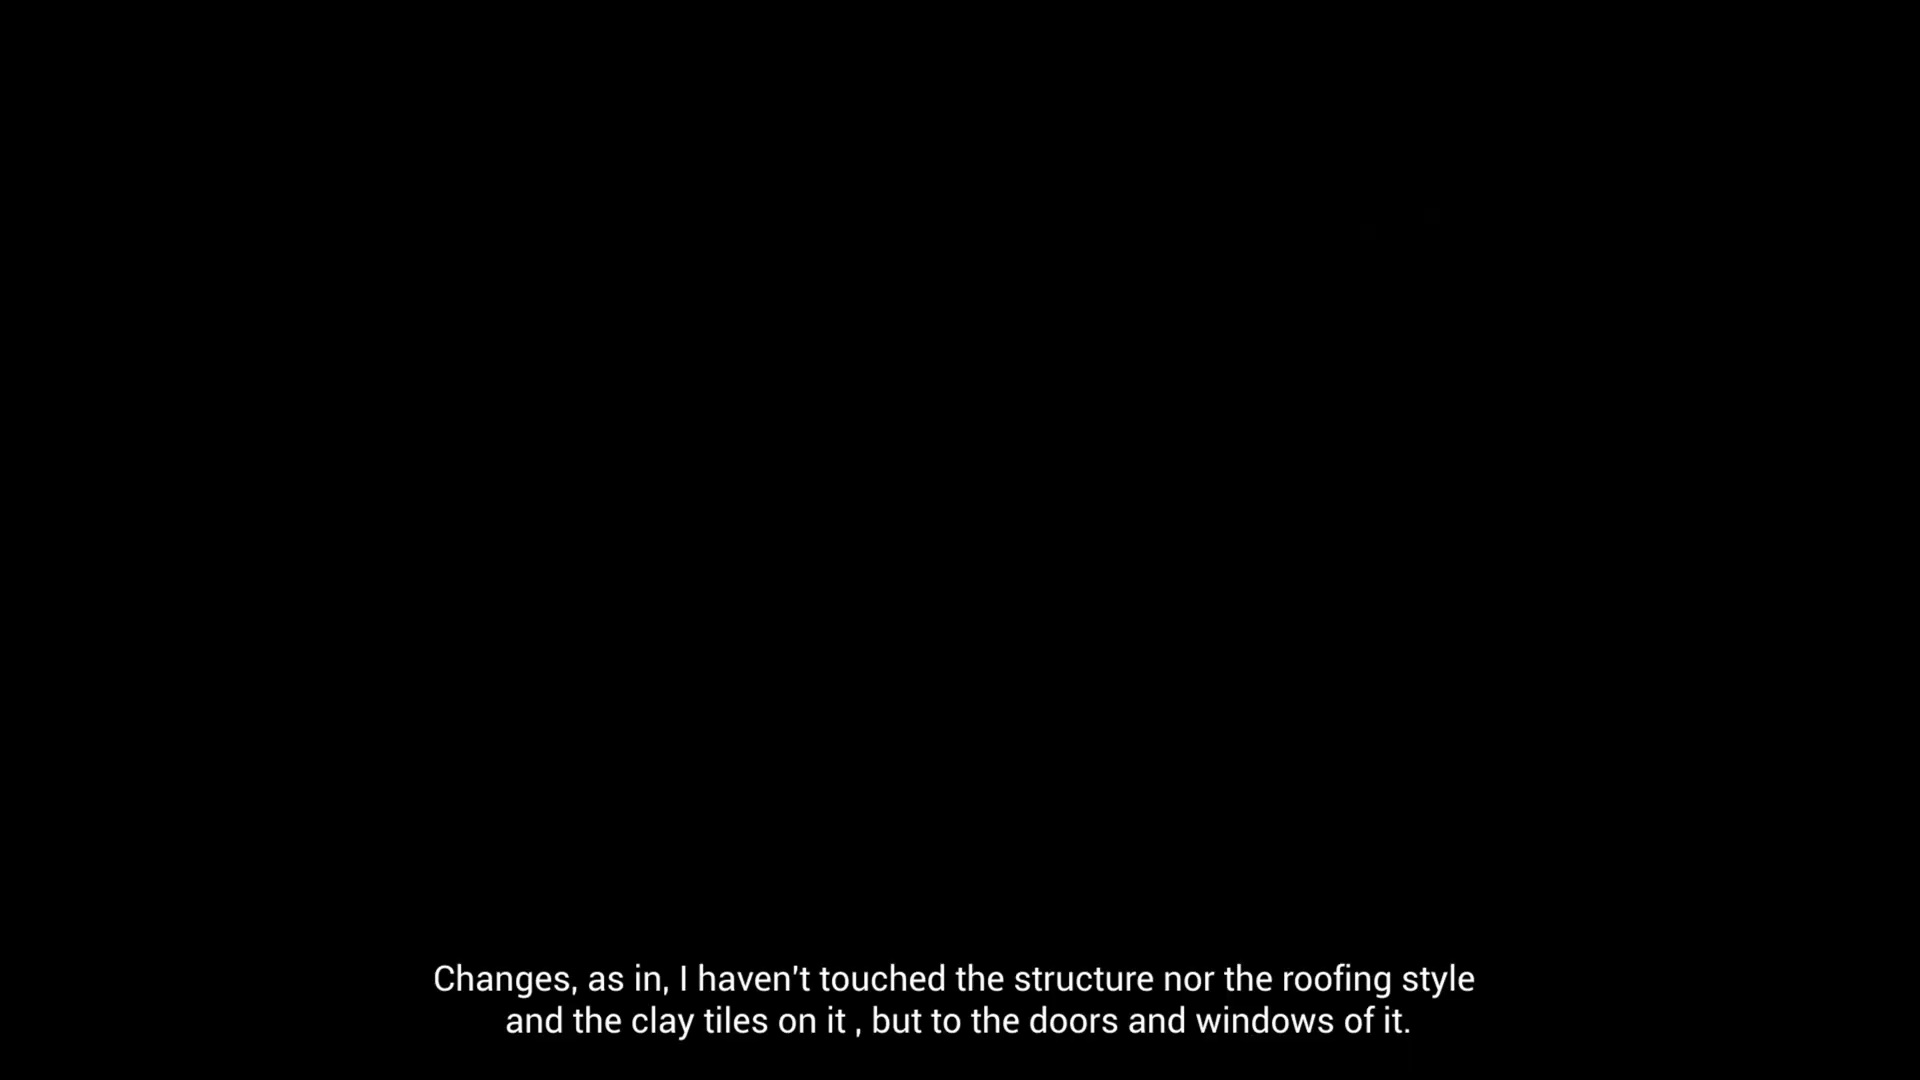 Changes, as in, I haven't touched the structure nor the roofing style
and the clay tiles on it , but to the doors and windows of it.